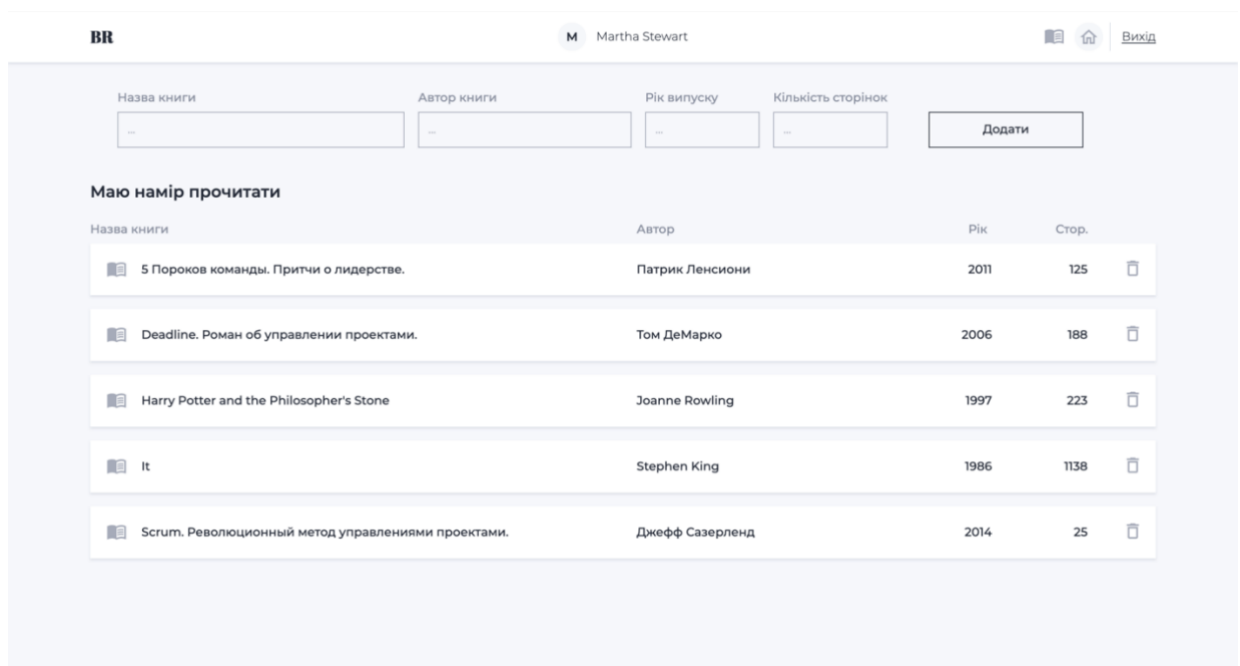 BR M Martha Stewart Вихід
Назва книги Автор книги Рік випуску Кількість сторінок
... ... ... ... Додати
Маю намір прочитати
Назва книги Автор Рік Стор.
5 Пороков команды. Притчи о лидерстве. Патрик Ленсиони 2011 125
Deadline. Роман об управлении проектами. Том ДеМарко 2006 188
Harry Potter and the Philosopher's Stone Joanne Rowling 1997 223
It Stephen King 1986 1138
Scrum. Революционный метод управлениями проектами. Джефф Сазерленд 2014 25